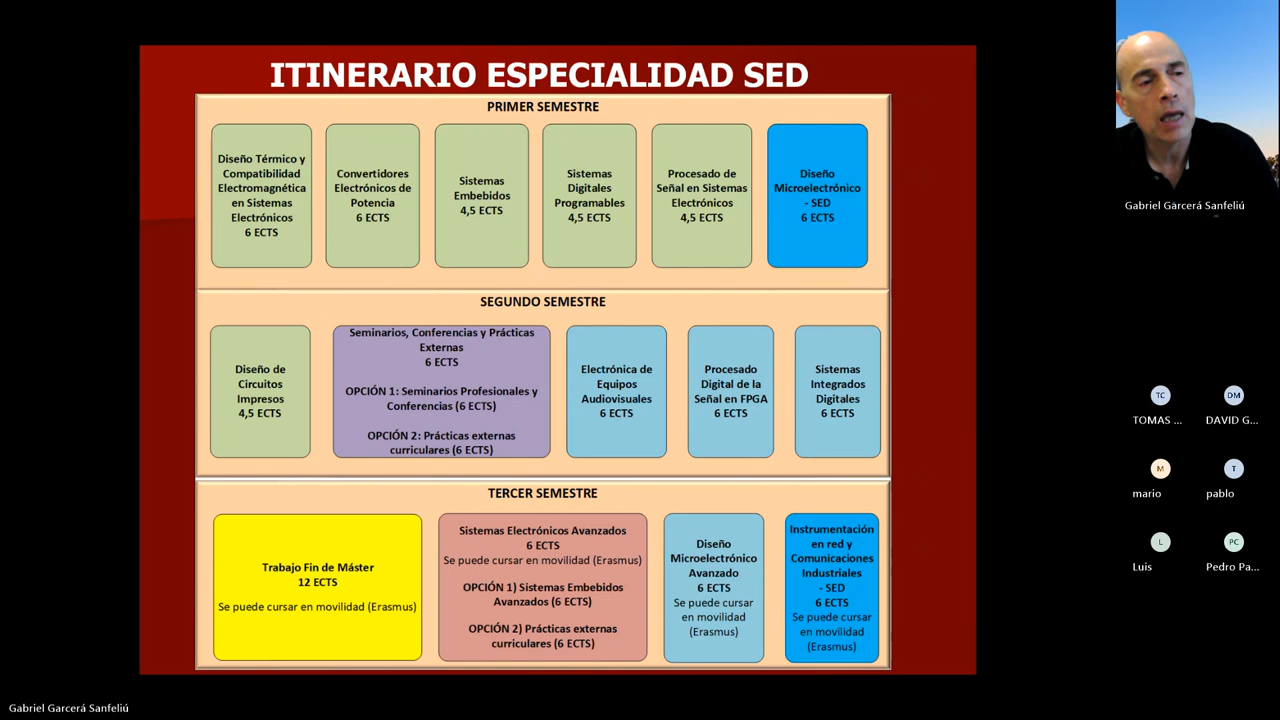 ITINERARIO ESPECIALIDAD SED
PRIMER SEMESTRE
Diseño Térmico y
Compatibilidad
Electromagnética
en Sistemas
Electrónicos
6 ECTS
Convertidores
Electrónicos de
Potencia
6 ECTS
Sistemas
Embebidos
4,5 ECTS
Sistemas
Digitales
Programables
4,5 ECTS
Procesado de
Señal en Sistemas
Electrónicos
4,5 ECTS
Diseño
Microelectrónico
- SED
6 ECTS
SEGUNDO SEMESTRE
Diseño de
Circuitos
Impresos
4,5 ECTS
Seminarios, Conferencias y Prácticas
Externas
6 ECTS
OPCIÓN 1: Seminarios Profesionales y
Conferencias (6 ECTS)
OPCIÓN 2: Prácticas externas
curriculares (6 ECTS)
Electrónica de
Equipos
Audiovisuales
6 ECTS
Procesado
Digital de la
Señal en FPGA
6 ECTS
Sistemas
Integrados
Digitales
6 ECTS
TERCER SEMESTRE
Trabajo Fin de Máster
12 ECTS
Se puede cursar en movilidad (Erasmus)
Sistemas Electrónicos Avanzados
6 ECTS
Se puede cursar en movilidad (Erasmus)
OPCIÓN 1) Sistemas Embebidos
Avanzados (6 ECTS)
OPCIÓN 2) Prácticas externas
curriculares (6 ECTS)
Diseño
Microelectrónico
Avanzado
6 ECTS
Se puede cursar
en movilidad
(Erasmus)
Instrumentación
en red y
Comunicaciones
Industriales
- SED
6 ECTS
Se puede cursar
en movilidad
(Erasmus)
Gabriel Garcerá Sanfeliú
TC
TOMAS ...
DM
DAVID G...
M
mario
T
pablo
L
Luis
PC
Pedro Pa...
Gabriel Garcerá Sanfeliú